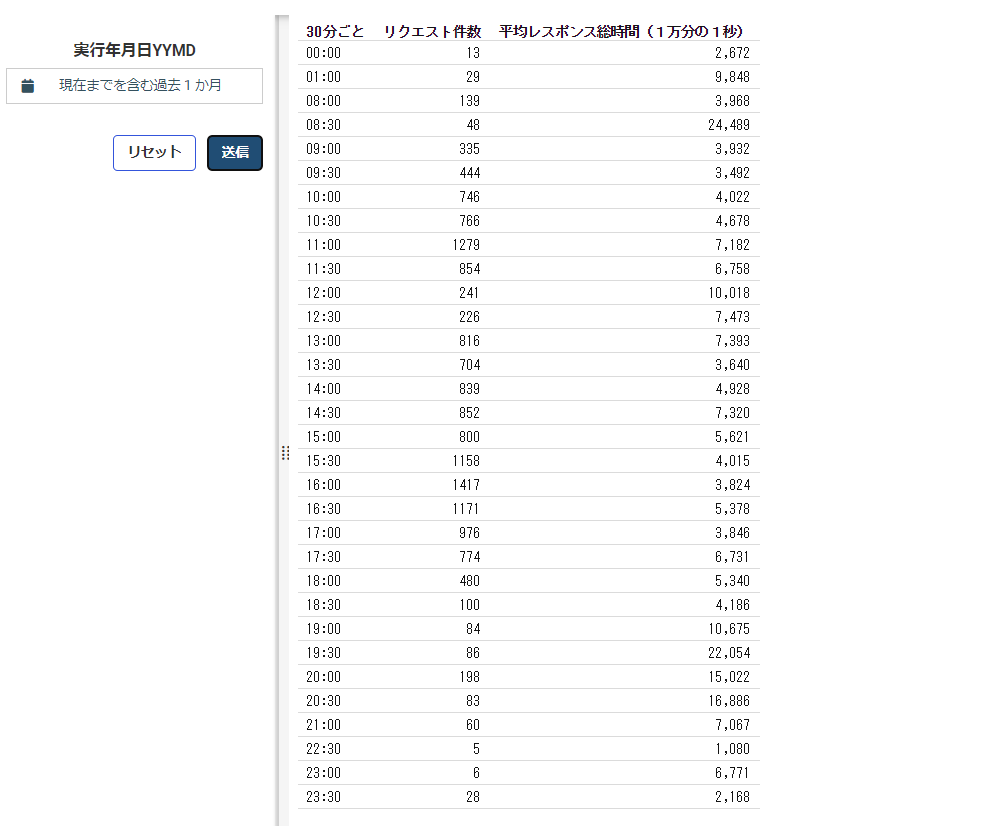 実行年月日YYMD
現在までを含む過去１か月
リセット 送信
30分ごと リクエスト件数 平均レスポンス総時間（１万分の１秒）
00:00 13 2,672
01:00 29 9,848
08:00 139 3,968
08:30 48 24,489
09:00 335 3,932
09:30 444 3,492
10:00 746 4,022
10:30 766 4,678
11:00 1279 7,182
11:30 854 6,758
12:00 241 10,018
12:30 226 7,473
13:00 816 7,393
13:30 704 3,640
14:00 839 4,928
14:30 852 7,320
15:00 800 5,621
15:30 1158 4,015
16:00 1417 3,824
16:30 1171 5,378
17:00 976 3,846
17:30 774 6,731
18:00 480 5,340
18:30 100 4,186
19:00 84 10,675
19:30 86 22,054
20:00 198 15,022
20:30 83 16,886
21:00 60 7,067
22:30 5 1,080
23:00 6 6,771
23:30 28 2,168